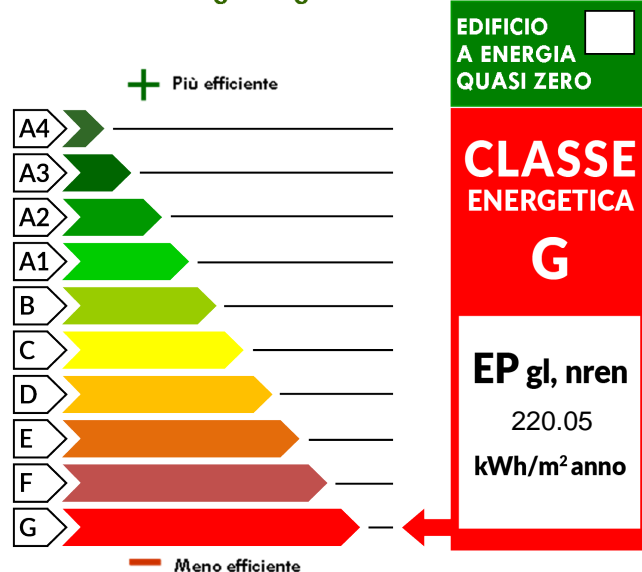 EDIFICIO
A ENERGIA
QUASI ZERO
Più efficiente
A4
A3
A2
A1
B
C
D
E
F
G
Meno efficiente
CLASSE
ENERGETICA
G
EP gl, nren
220.05
kWh/m² anno